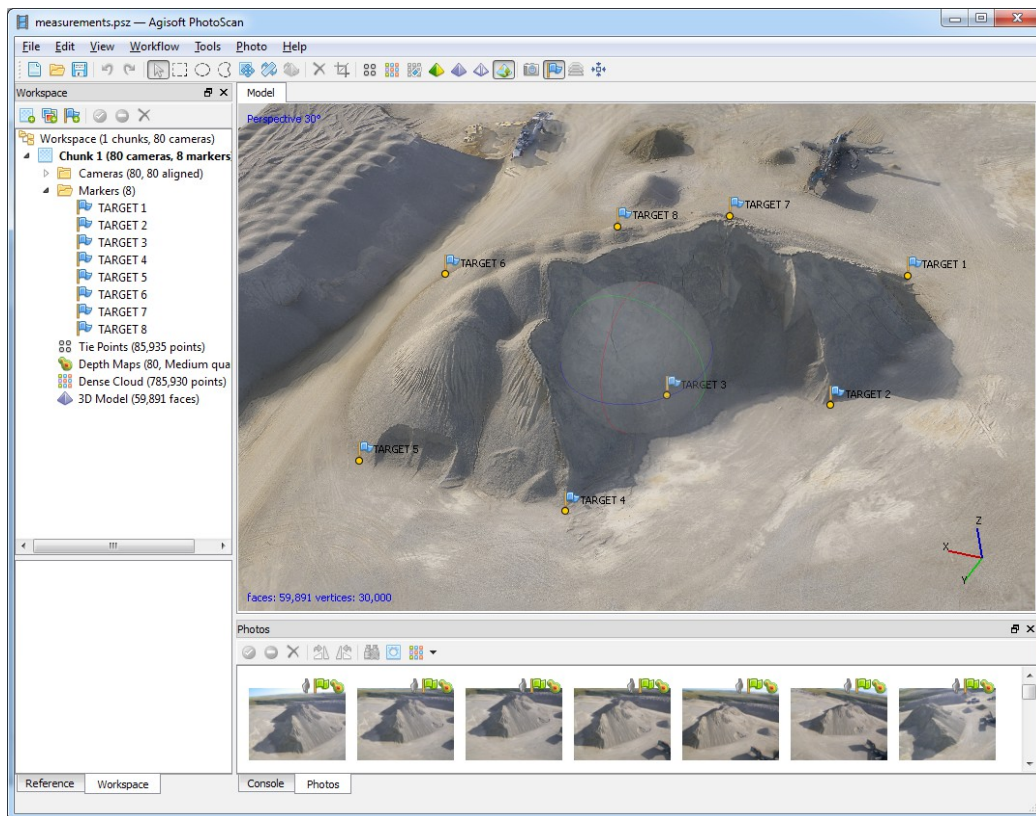 measurements.psz — Agisoft PhotoScan
File Edit View Workflow Tools Photo Help
Workspace
Model
Workspace (1 chunks, 80 cameras)
Chunk 1 (80 cameras, 8 markers
Cameras (80, 80 aligned)
Markers (8)
TARGET 1
TARGET 2
TARGET 3
TARGET 4
TARGET 5
TARGET 6
TARGET 7
TARGET 8
Tie Points (85,935 points)
Depth Maps (80, Medium qua
Dense Cloud (785,930 points)
3D Model (59,891 faces)
Perspective 30°
TARGET 7
TARGET 8
TARGET 6
TARGET 1
TARGET 3
TARGET 2
TARGET 5
TARGET 4
Z
X
Y
faces: 59,891 vertices: 30,000
Photos
Reference Workspace
Console Photos